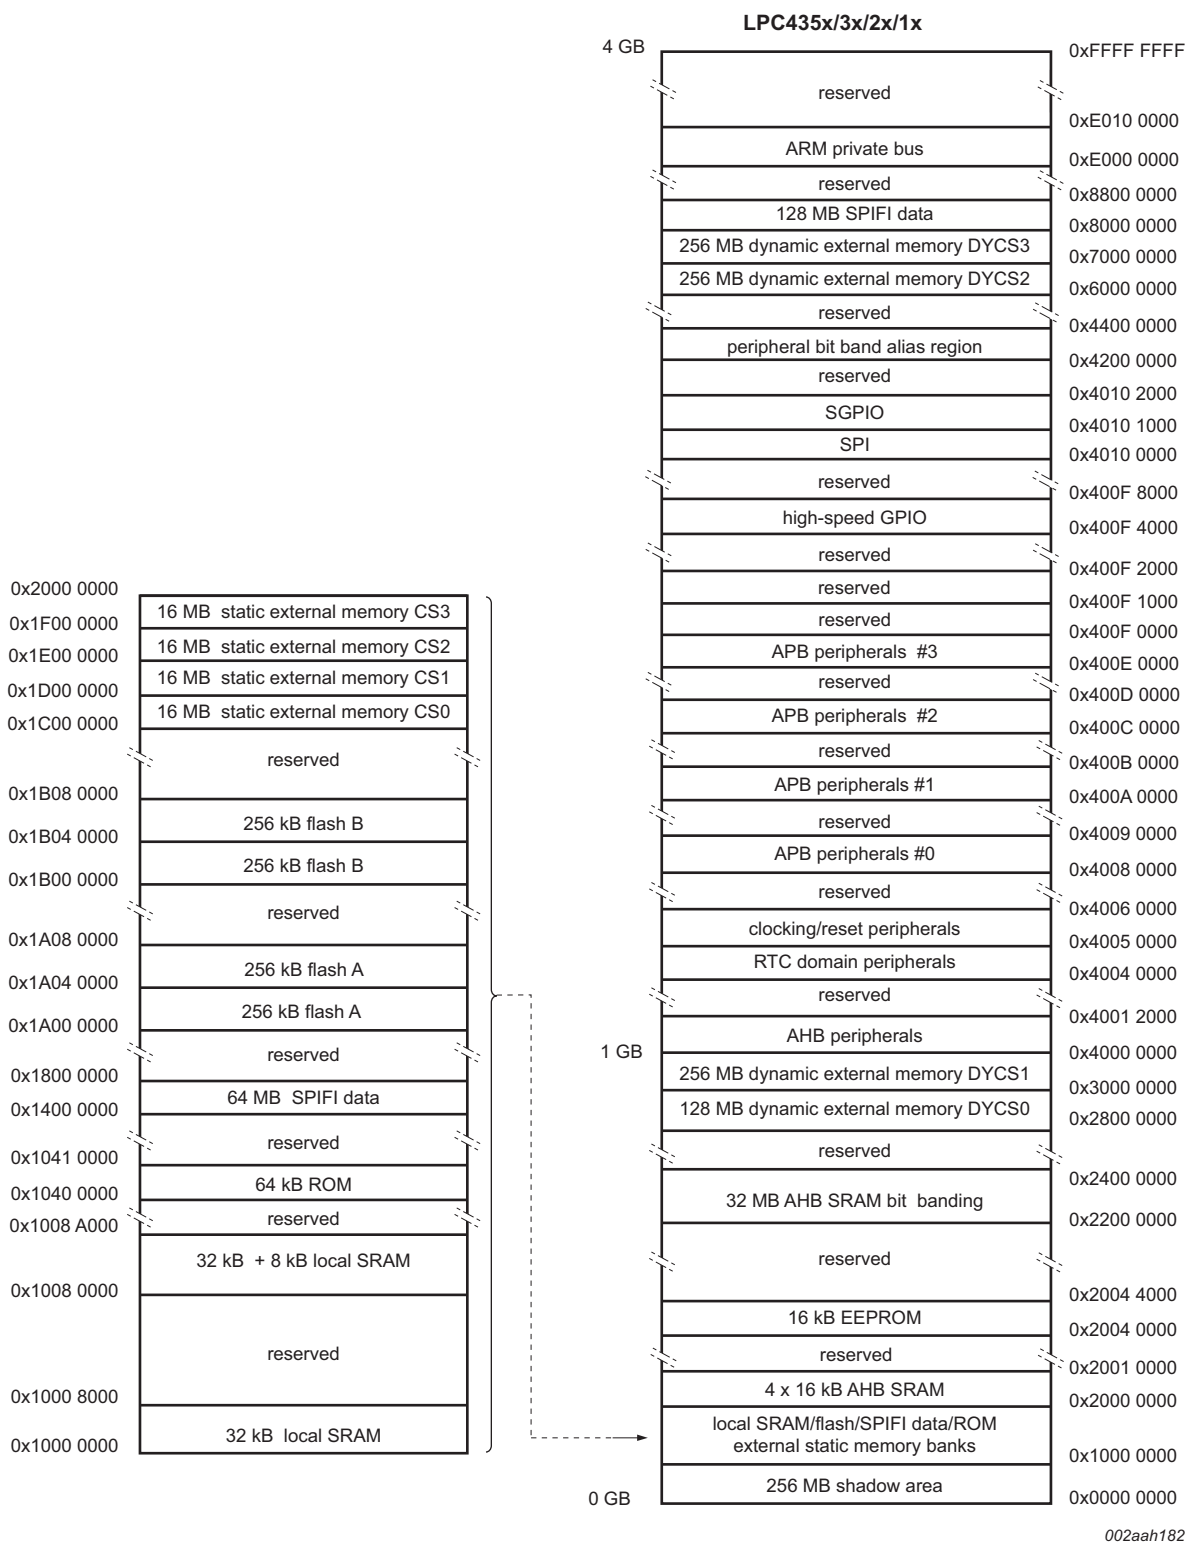 LPC435x/3x/2x/1x
4 GB
0xFFFF FFFF
reserved
0xE010 0000
ARM private bus
0xE000 0000
reserved
0x8800 0000
128 MB SPIFI data
0x8000 0000
256 MB dynamic external memory DYCS3
0x7000 0000
256 MB dynamic external memory DYCS2
0x6000 0000
reserved
0x4400 0000
peripheral bit band alias region
0x4200 0000
reserved
0x4010 2000
SGPIO
0x4010 1000
SPI
0x4010 0000
reserved
0x400F 8000
high-speed GPIO
0x400F 4000
reserved
0x400F 2000
reserved
0x400F 1000
reserved
0x400F 0000
APB peripherals #3
0x400E 0000
reserved
0x400D 0000
APB peripherals #2
0x400C 0000
reserved
0x400B 0000
APB peripherals #1
0x400A 0000
reserved
0x4009 0000
APB peripherals #0
0x4008 0000
reserved
0x4006 0000
clocking/reset peripherals
0x4005 0000
RTC domain peripherals
0x4004 0000
reserved
0x4001 2000
AHB peripherals
1 GB
0x4000 0000
256 MB dynamic external memory DYCS1
0x3000 0000
128 MB dynamic external memory DYCS0
0x2800 0000
reserved
0x2400 0000
32 MB AHB SRAM bit banding
0x2200 0000
reserved
0x2004 4000
16 kB EEPROM
0x2004 0000
reserved
0x2001 0000
4 x 16 kB AHB SRAM
0x2000 0000
local SRAM/flash/SPIFI data/ROM
external static memory banks
0x1000 0000
256 MB shadow area
0 GB
0x0000 0000
0x2000 0000
16 MB static external memory CS3
0x1F00 0000
16 MB static external memory CS2
0x1E00 0000
16 MB static external memory CS1
0x1D00 0000
16 MB static external memory CS0
0x1C00 0000
reserved
0x1B08 0000
256 kB flash B
0x1B04 0000
256 kB flash B
0x1B00 0000
reserved
0x1A08 0000
256 kB flash A
0x1A04 0000
256 kB flash A
0x1A00 0000
reserved
0x1800 0000
64 MB SPIFI data
0x1400 0000
reserved
0x1041 0000
64 kB ROM
0x1040 0000
reserved
0x1008 A000
32 kB + 8 kB local SRAM
0x1008 0000
reserved
0x1000 8000
32 kB local SRAM
0x1000 0000
002aah182